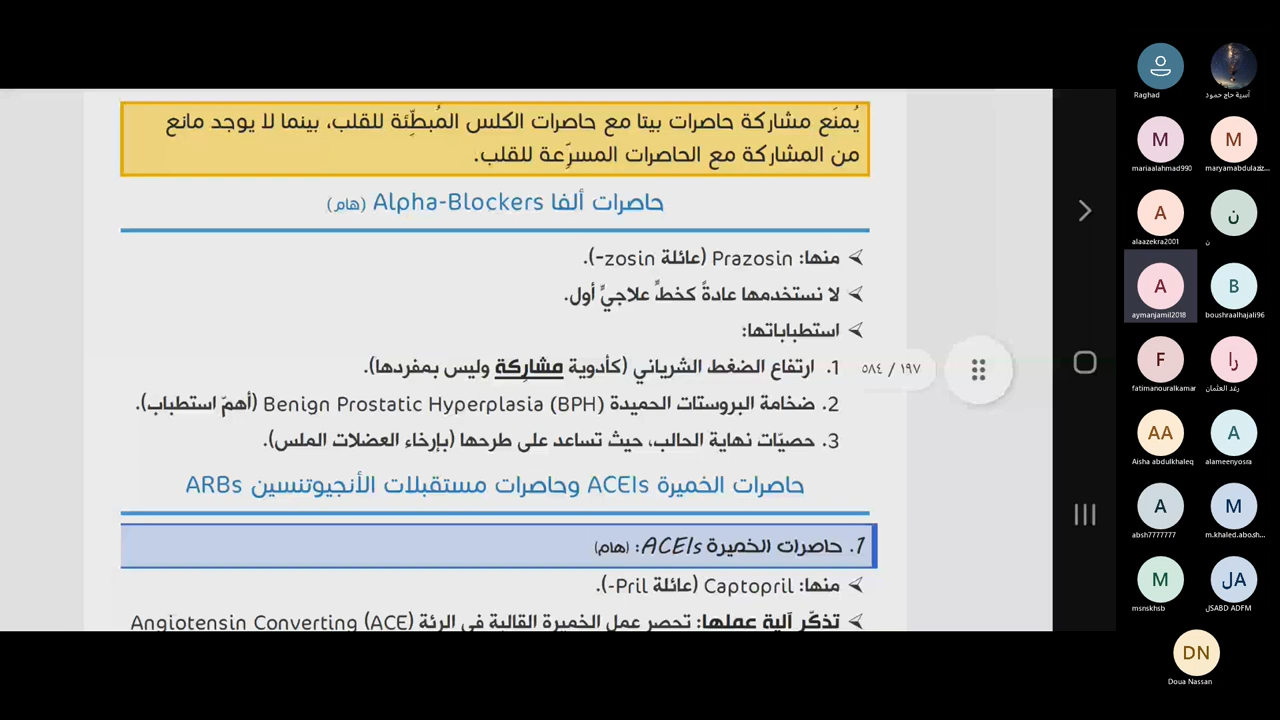 يُمنَع مشاركة حاصرات بيتا مع حاصرات الكلس المُبطِّئة للقلب، بينما لا يوجد مانع
من المشاركة مع الحاصرات المسرِّعة للقلب.
حاصرات ألفا Alpha-Blockers (هام)
منها: Prazosin (عائلة zosin-).
لا نستخدمها عادةً كخطٍّ علاجيٍّ أول.
استطباباتها:
1. ارتفاع الضغط الشرياني (كأدوية مشارِكة وليس بمفردها).
2. ضخامة البروستات الحميدة Benign Prostatic Hyperplasia (BPH) (أهمّ استطباب).
3. حصيّات نهاية الحالب، حيث تساعد على طرحها (بإرخاء العضلات الملس).
حاصرات الخميرة ACEIs وحاصرات مستقبلات الأنجيوتنسين ARBs
1. حاصرات الخميرة ACEIs: (هام)
منها: Captopril (عائلة Pril-).
تذكّر آلية عملها: تحصر عمل الخميرة القالبة في الرئة Angiotensin Converting (ACE)
١٩٧ / ٥٨٤
Raghad
آسية حاج حمود
M
mariaalahmad990
M
maryamabdulaziz...
A
alaazekra2001
ن
ن
A
aymanjamil2018
B
boushraalhajali96
F
fatimanouralkamar
را
رغد العثمان
AA
Aisha abdulkhaleq
A
alameenyosra
A
absh7777777
M
m.khaled.abo.sh...
M
msnskhsb
JA
JSABD ADFM
DN
Doua Nassan